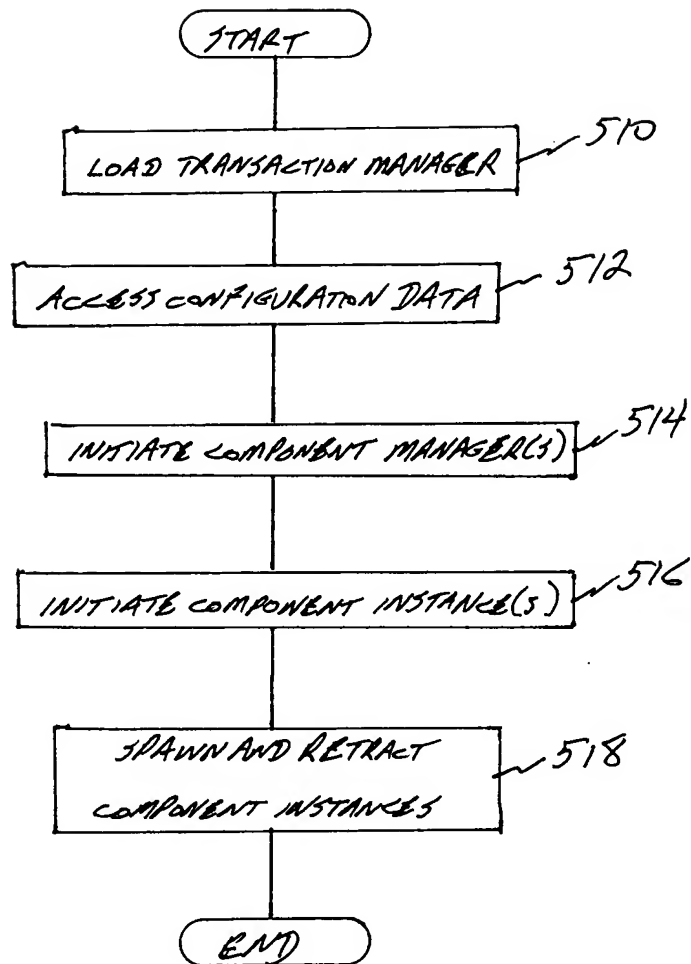 START
510
LOAD TRANSACTION MANAGER
512
ACCESS CONFIGURATION DATA
514
INITIATE COMPONENT MANAGER(S)
516
INITIATE COMPONENT INSTANCE(S)
518
SPAWN AND RETRACT
COMPONENT INSTANCES
END